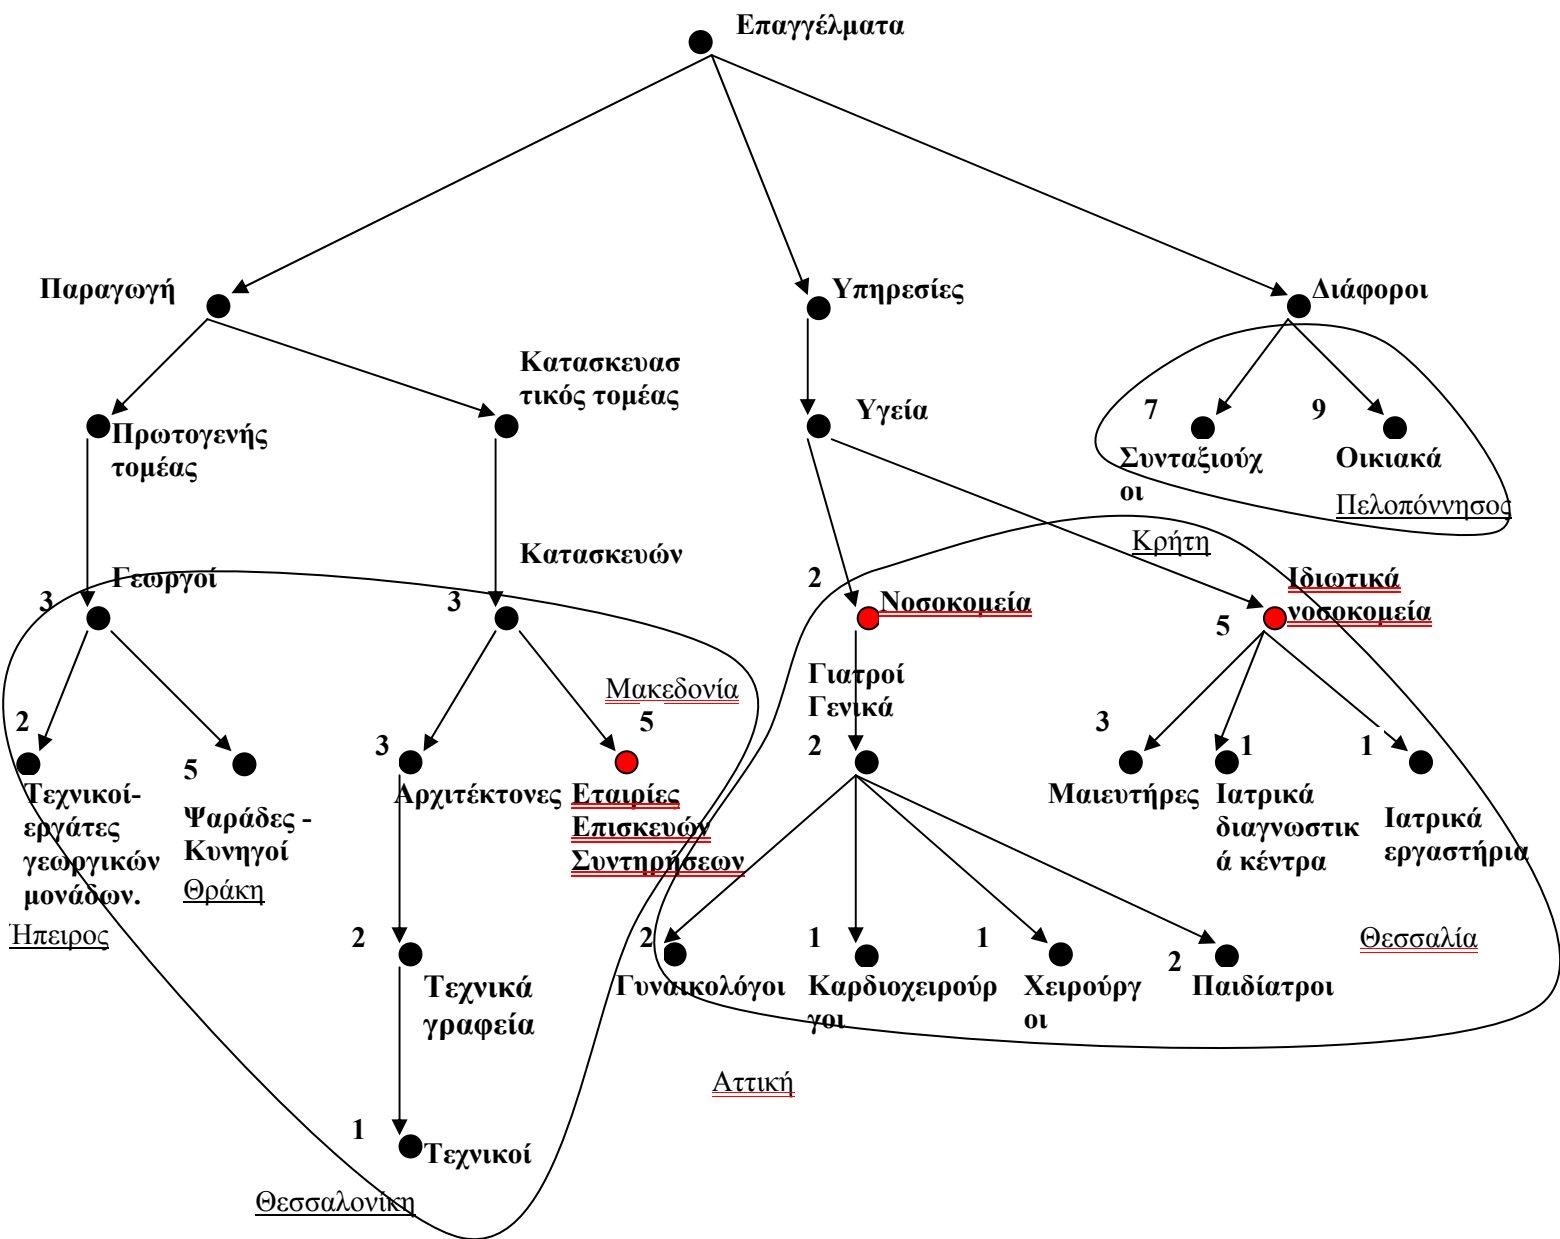 Επαγγέλματα
Παραγωγή
Υπηρεσίες
Διάφοροι
Κατασκευασ
τικός τομέας
Πρωτογενής
τομέας
Υγεία
7
9
Συνταξιούχ
οι
Οικιακά
Πελοπόννησος
Γεωργοί
3
Κατασκευών
3
2
Νοσοκομεία
Κρήτη
Ιδιωτικά
νοσοκομεία
5
Μακεδονία
Γιατροί
Γενικά
2
2
Τεχνικοί-
εργάτες
γεωργικών
μονάδων.
Ήπειρος
5
Ψαράδες -
Κυνηγοί
Θράκη
3
Αρχιτέκτονες
5
Εταιρίες
Επισκευών
Συντηρήσεων
3
Μαιευτήρες
1
Ιατρικά
διαγνωστικ
ά κέντρα
1
Ιατρικά
εργαστήρια
Θεσσαλία
2
Τεχνικά
γραφεία
2
Γυναικολόγοι
1
Καρδιοχειρούρ
γοι
1
Χειρούργ
οι
2
Παιδίατροι
Αττική
1
Τεχνικοί
Θεσσαλονίκη